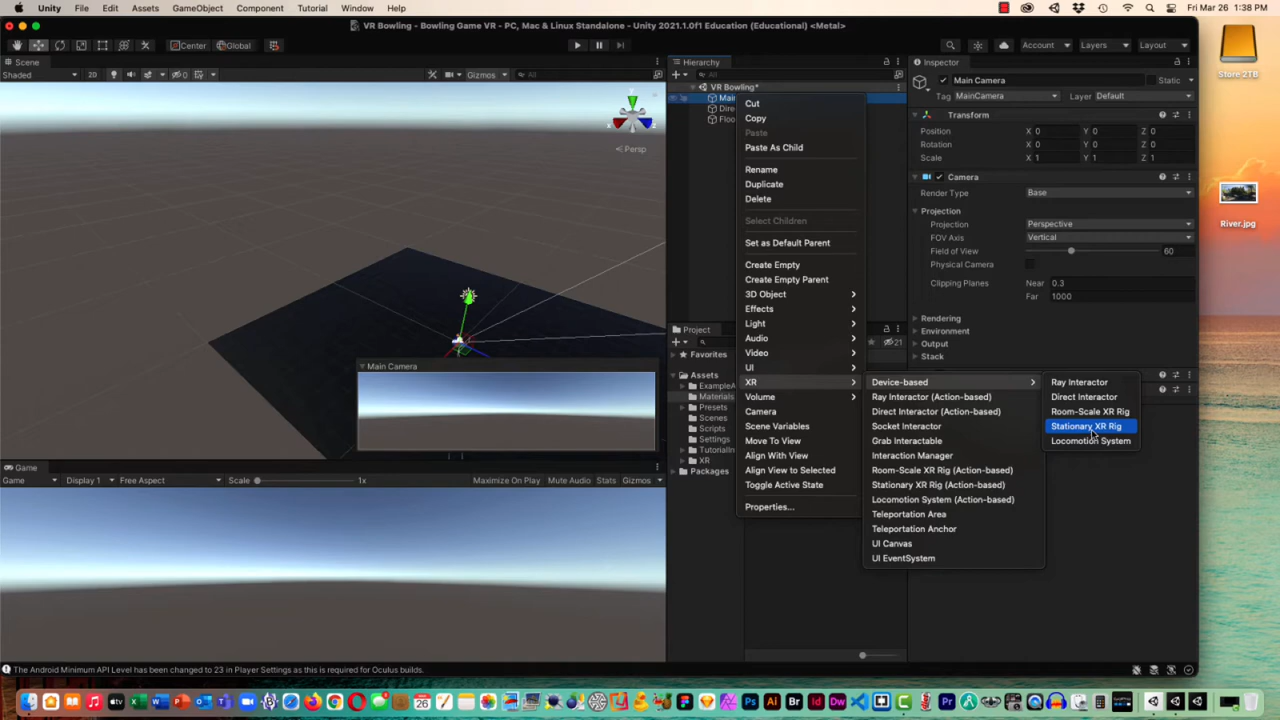 Unity File Edit Assets GameObject Component Tutorial Window Help Fri Mar 26 1:38 PM
VR Bowling - Bowling Game VR - PC, Mac & Linux Standalone - Unity 2021.1.0f1 Education (Educational) <Metal>
Center Global Account Layers Layout
Scene
Shaded 20 0 Gizmos All
Persp
Main Camera
Game
Game Display 1 Free Aspect Scale 1x Maximize On Play Mute Audio Stats Gizmos
Hierarchy
All
VR Bowling*
Main
Dire
Floo
Cut
Copy
Paste
Paste As Child
Rename
Duplicate
Delete
Select Children
Set as Default Parent
Create Empty
Create Empty Parent
3D Object
Effects
Light
Audio
Video
UI
XR
Volume
Camera
Scene Variables
Move To View
Align With View
Align View to Selected
Toggle Active State
Properties...
Device-based
Ray Interactor (Action-based)
Direct Interactor (Action-based)
Socket Interactor
Grab Interactable
Interaction Manager
Room-Scale XR Rig (Action-based)
Stationary XR Rig (Action-based)
Locomotion System (Action-based)
Teleportation Area
Teleportation Anchor
UI Canvas
UI EventSystem
Ray Interactor
Direct Interactor
Room-Scale XR Rig
Stationary XR Rig
Locomotion System
Project
21
Favorites
Assets
ExampleA
Materials
Presets
Scenes
Scripts
Settings
TutorialIn
XR
Packages
Inspector
Main Camera Static
Tag MainCamera Layer Default
Transform
Position X 0 Y 0 Z 0
Rotation X 0 Y 0 Z 0
Scale X 1 Y 1 Z 1
Camera
Render Type Base
Projection
Projection Perspective
FOV Axis Vertical
Field of View 60
Physical Camera
Clipping Planes Near 0.3
Far 1000
Rendering
Environment
Output
Stack
Store 2TB
River.jpg
The Android Minimum API Level has been changed to 23 in Player Settings as this is required for Oculus builds.